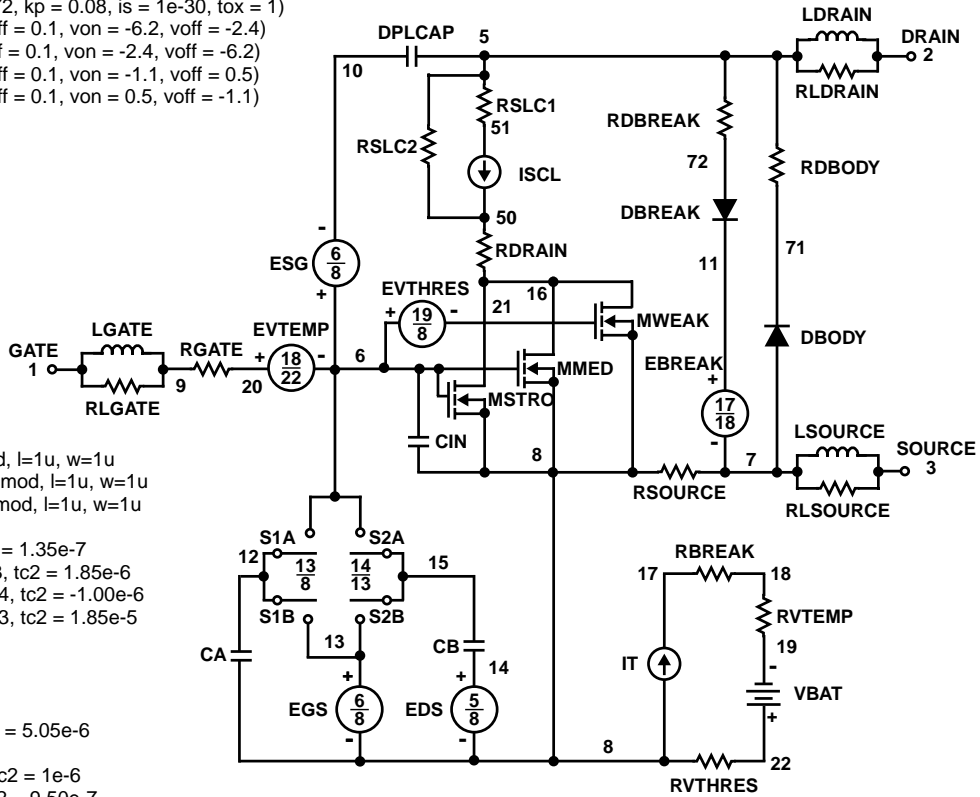 2, kp = 0.08, is = 1e-30, tox = 1)
ff = 0.1, von = -6.2, voff = -2.4)
f = 0.1, von = -2.4, voff = -6.2)
ff = 0.1, von = -1.1, voff = 0.5)
ff = 0.1, von = 0.5, voff = -1.1)
DPLCAP
5
10
LDRAIN
DRAIN
2
RLDRAIN
RSLC1
51
RSLC2
ISCL
50
RDBREAK
72
RDBODY
DBREAK
71
11
RDRAIN
ESG
6
8
EVTHRES
19
8
16
21
MWEAK
LGATE
EVTEMP
GATE
1
RGATE
18
22
6
9
20
RLGATE
MMED
EBREAK
DBODY
MSTRO
17
18
CIN
8
LSOURCE
SOURCE
3
7
RSOURCE
RLSOURCE
d, l=1u, w=1u
mod, l=1u, w=1u
mod, l=1u, w=1u
= 1.35e-7
, tc2 = 1.85e-6
4, tc2 = -1.00e-6
3, tc2 = 1.85e-5
= 5.05e-6
c2 = 1e-6
= -9.50e-7
S1A
S2A
12
13
8
14
13
15
S1B
S2B
13
CA
CB
14
EGS
6
8
EDS
5
8
RBREAK
17
18
RVTEMP
19
IT
VBAT
8
22
RVTHRES